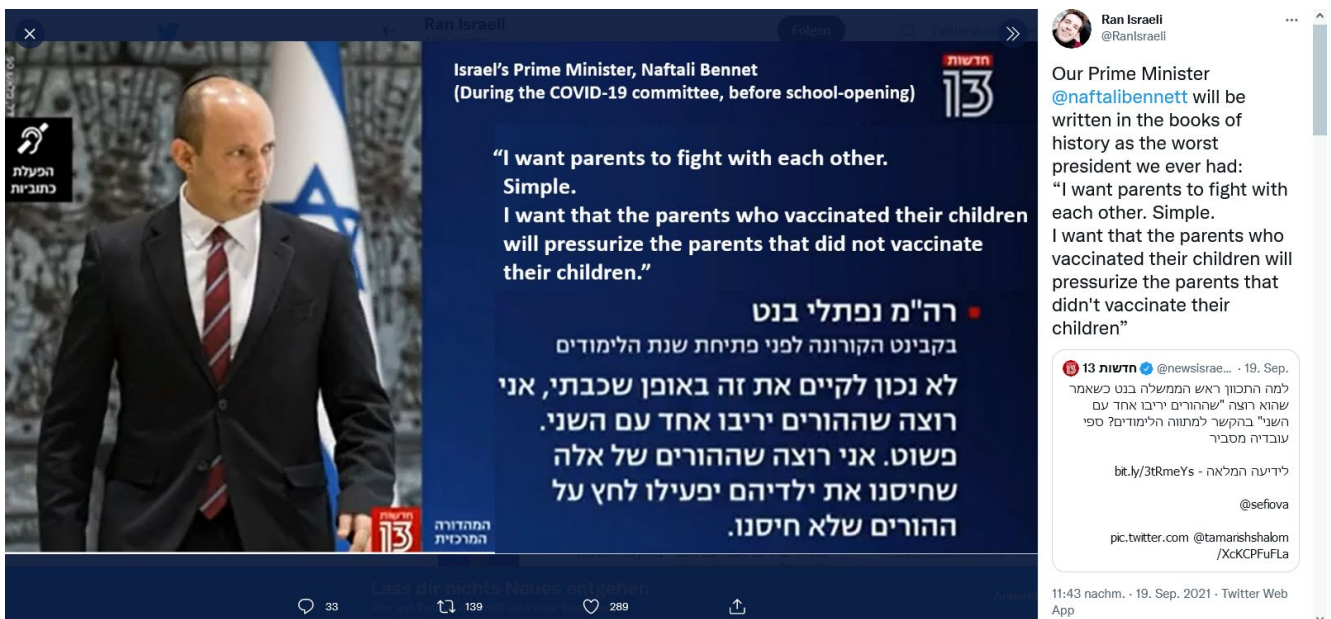 Ran Israeli
Folgen
הפעלת
כתוביות
Israel's Prime Minister, Naftali Bennet
(During the COVID-19 committee, before school-opening)
חדשות
13
"I want parents to fight with each other.
Simple.
I want that the parents who vaccinated their children
will pressurize the parents that did not vaccinate
their children."
רה"מ נפתלי בנט
בקבינט הקורונה לפני פתיחת שנת הלימודים
לא נכון לקיים את זה באופן שכבתי, אני
רוצה שההורים יריבו אחד עם השני.
פשוט. אני רוצה שההורים של אלה
שחיסנו את ילדיהם יפעילו לחץ על
ההורים שלא חיסנו.
חדשות
13
המהדורה
המרכזית
Lass dir nichts Neues entgehen
33
139
289
Ran Israeli
@RanIsraeli
Our Prime Minister
@naftalibennett will be
written in the books of
history as the worst
president we ever had:
"I want parents to fight with
each other. Simple.
I want that the parents who
vaccinated their children will
pressurize the parents that
didn't vaccinate their
children"
חדשות 13 @newsisrae... · 19. Sep.
למה התכוון ראש הממשלה בנט כשאמר
שהוא רוצה "שההורים יריבו אחד עם
השני" בהקשר למתווה הלימודים? ספי
עובדיה מסביר
לידיעה המלאה - bit.ly/3tRmeYs
@sefiova
pic.twitter.com @tamarishshalom
/XcKCPFuFLa
11:43 nachm. · 19. Sep. 2021 · Twitter Web
App